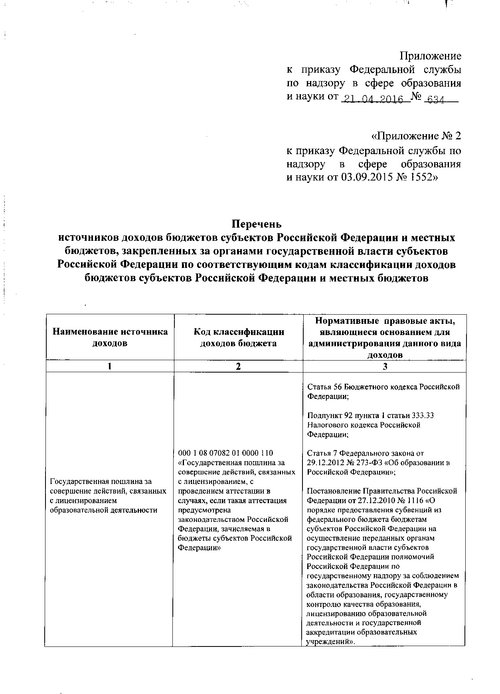 Приложение
к приказу Федеральной службы
по надзору в сфере образования
и науки от 21.04.2016 № 634
«Приложение № 2
к приказу Федеральной службы по
надзору в сфере образования
и науки от 03.09.2015 № 1552»
Перечень
источников доходов бюджетов субъектов Российской Федерации и местных
бюджетов, закрепленных за органами государственной власти субъектов
Российской Федерации по соответствующим кодам классификации доходов
бюджетов субъектов Российской Федерации и местных бюджетов
Наименование источника
доходов
Код классификации
доходов бюджета
Нормативные правовые акты,
являющиеся основанием для
администрирования данного вида
доходов
1
2
3
Государственная пошлина за
совершение действий, связанных
с лицензированием
образовательной деятельности
000 1 08 07082 01 0000 110
«Государственная пошлина за
совершение действий, связанных
с лицензированием, с
проведением аттестации в
случаях, если такая аттестация
предусмотрена
законодательством Российской
Федерации, зачисляемая в
бюджеты субъектов Российской
Федерации»
Статья 56 Бюджетного кодекса Российской
Федерации;
Подпункт 92 пункта 1 статьи 333.33
Налогового кодекса Российской
Федерации;
Статья 7 Федерального закона от
29.12.2012 № 273-ФЗ «Об образовании в
Российской Федерации»;
Постановление Правительства Российской
Федерации от 27.12.2010 № 1116 «О
порядке предоставления субвенций из
федерального бюджета бюджетам
субъектов Российской Федерации на
осуществление переданных органам
государственной власти субъектов
Российской Федерации полномочий
Российской Федерации по
государственному надзору за соблюдением
законодательства Российской Федерации в
области образования, государственному
контролю качества образования,
лицензированию образовательной
деятельности и государственной
аккредитации образовательных
учреждений».